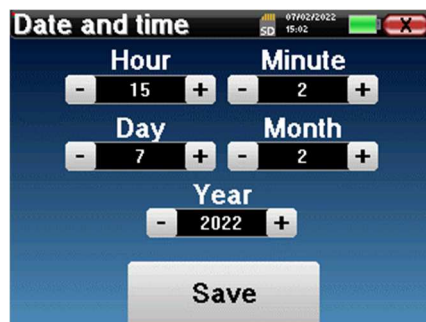 Date and time SD 07/02/2022
15:02 X
Hour Minute
- 15 + - 2 +
Day Month
- 7 + - 2 +
Year
- 2022 +
Save